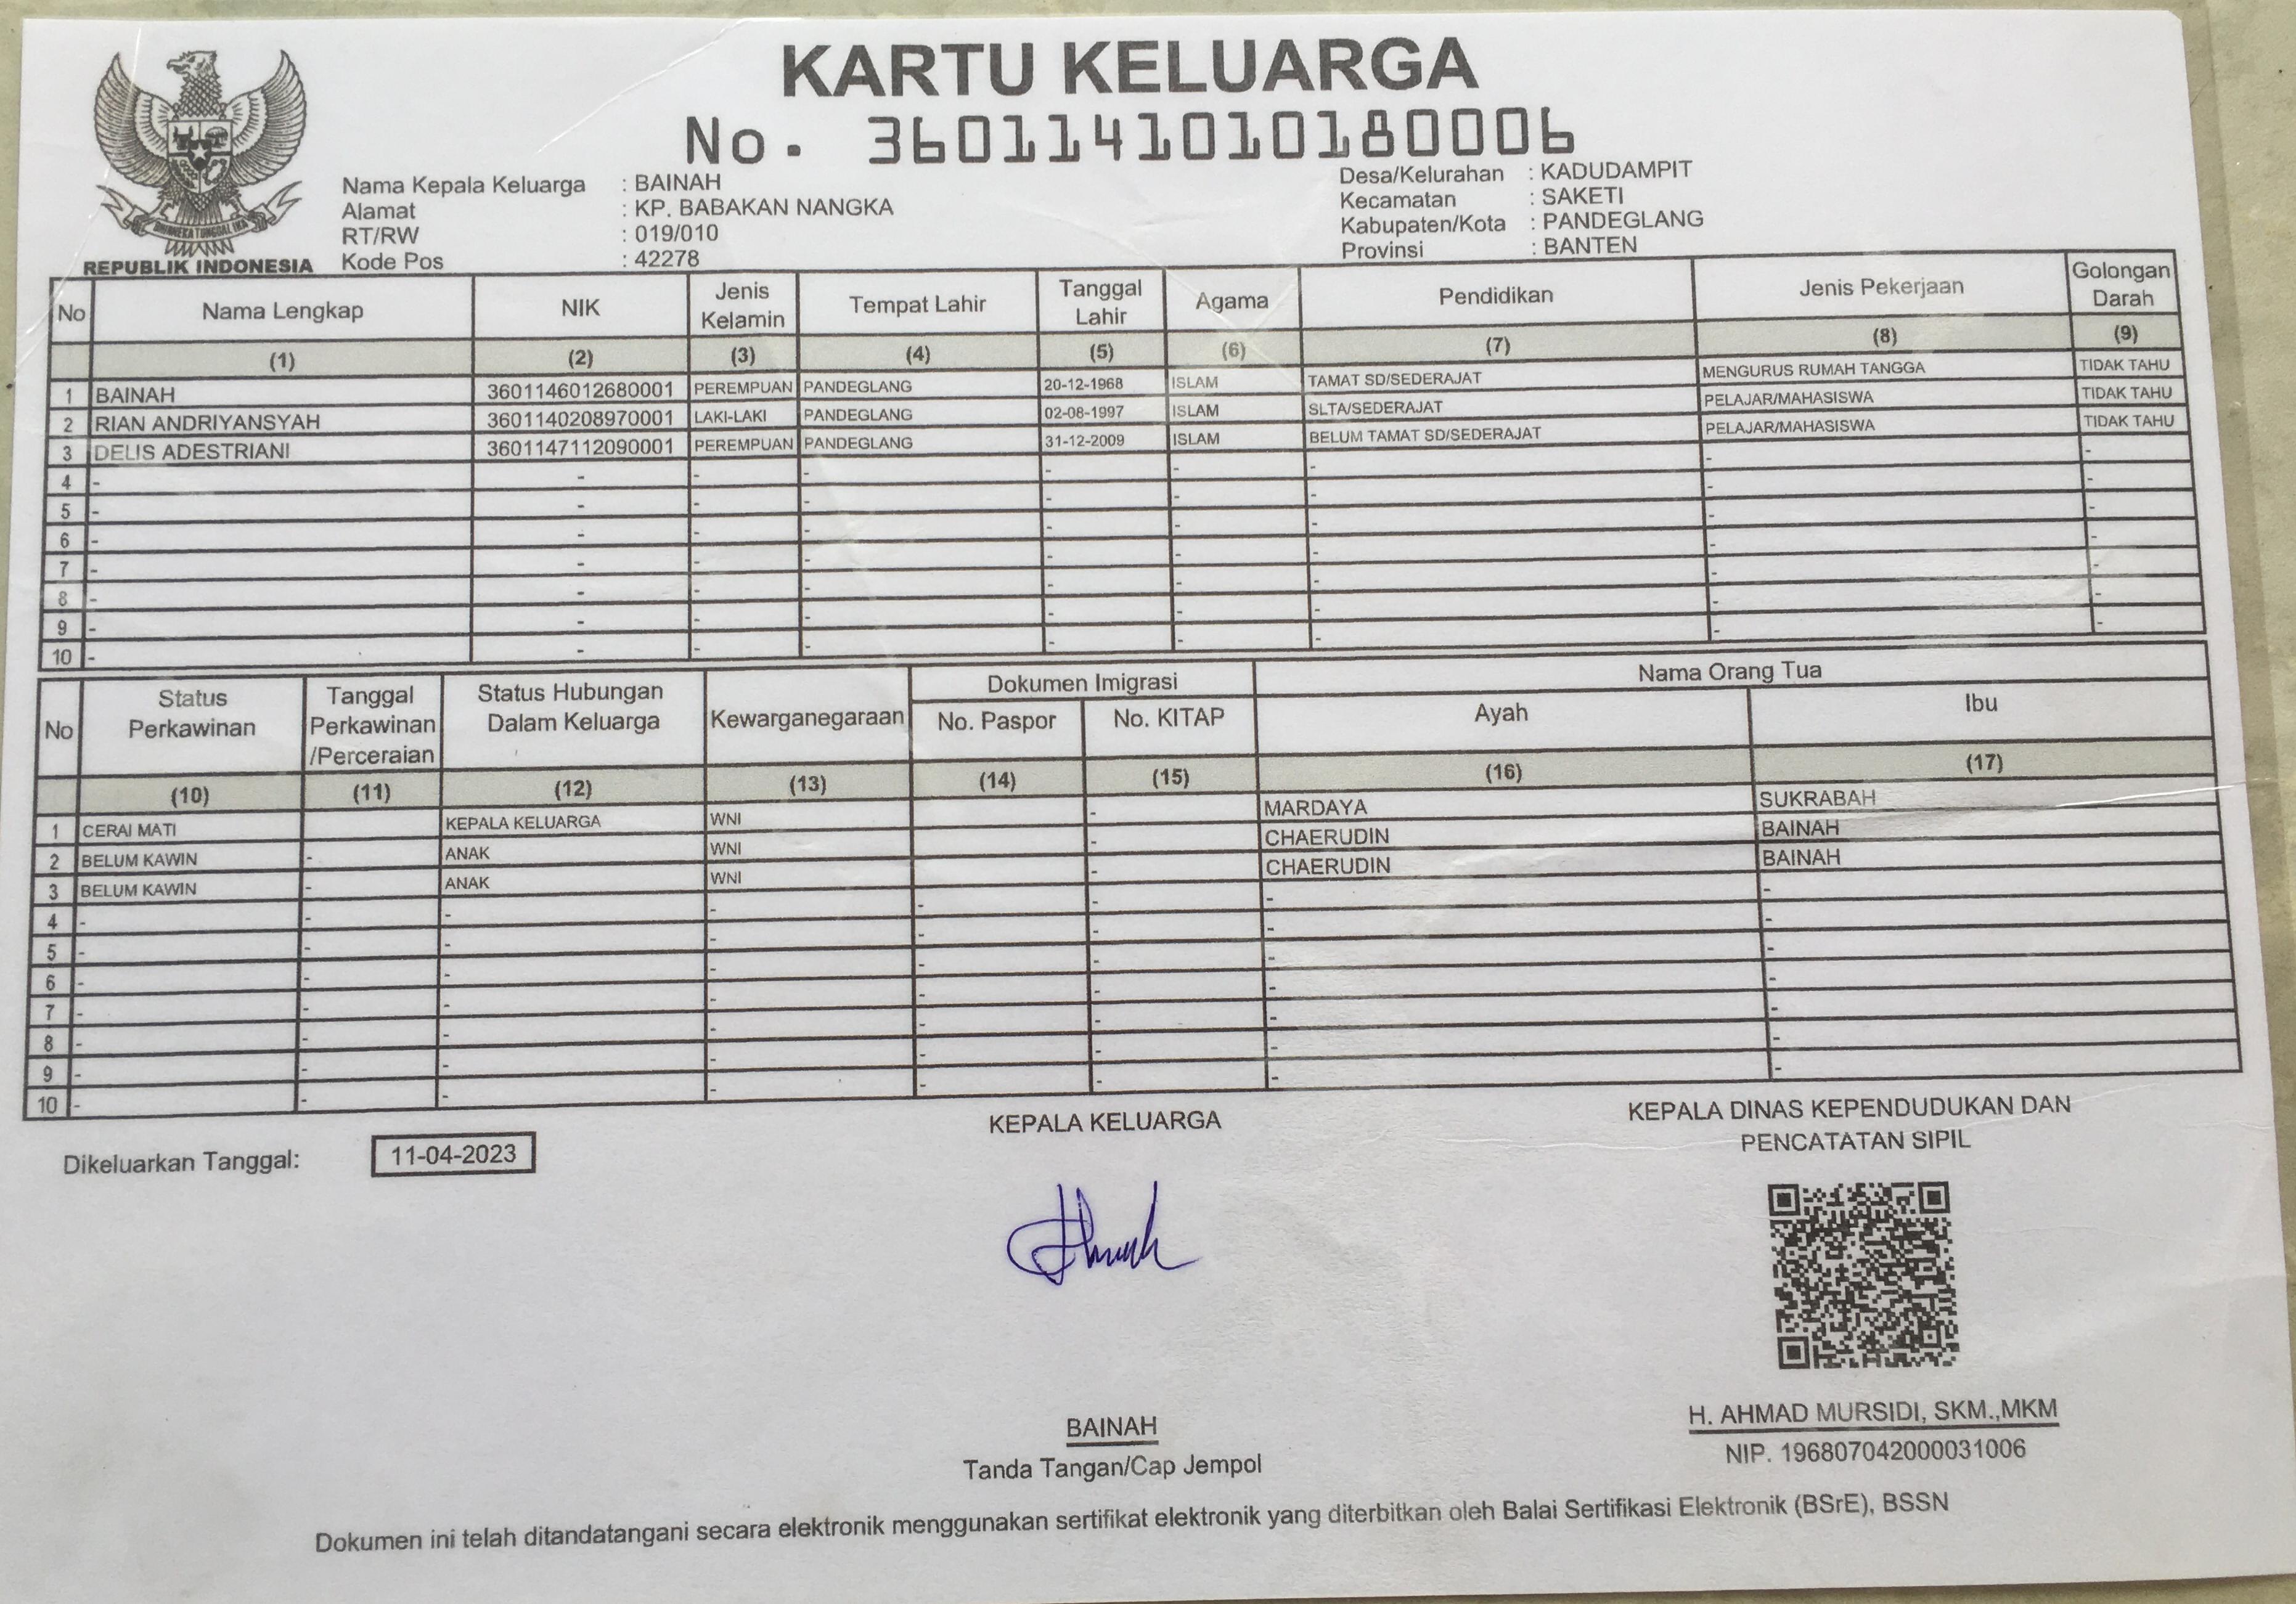 KARTU KELUARGA
No. 3601141010180006
Nama Kepala Keluarga : BAINAH
Alamat : KP. BABAKAN NANGKA
RT/RW : 019/010
Kode Pos : 42278
Desa/Kelurahan : KADUDAMPIT
Kecamatan : SAKETI
Kabupaten/Kota : PANDEGLANG
Provinsi : BANTEN
BHINNEKA TUNGGAL IKA
REPUBLIK INDONESIA
No Nama Lengkap NIK Jenis Kelamin Tempat Lahir Tanggal Lahir Agama Pendidikan Jenis Pekerjaan Golongan Darah
(1) (2) (3) (4) (5) (6) (7) (8) (9)
1 BAINAH 3601146012680001 PEREMPUAN PANDEGLANG 20-12-1968 ISLAM TAMAT SD/SEDERAJAT MENGURUS RUMAH TANGGA TIDAK TAHU
2 RIAN ANDRIYANSYAH 3601140208970001 LAKI-LAKI PANDEGLANG 02-08-1997 ISLAM SLTA/SEDERAJAT PELAJAR/MAHASISWA TIDAK TAHU
3 DELIS ADESTRIANI 3601147112090001 PEREMPUAN PANDEGLANG 31-12-2009 ISLAM BELUM TAMAT SD/SEDERAJAT PELAJAR/MAHASISWA TIDAK TAHU
4 - - - - - - - - -
5 - - - - - - - - -
6 - - - - - - - - -
7 - - - - - - - - -
8 - - - - - - - - -
9 - - - - - - - - -
10 - - - - - - - - -
No Status Perkawinan Tanggal Perkawinan /Perceraian Status Hubungan Dalam Keluarga Kewarganegaraan Dokumen Imigrasi Nama Orang Tua
No. Paspor No. KITAP Ayah Ibu
(10) (11) (12) (13) (14) (15) (16) (17)
1 CERAI MATI KEPALA KELUARGA WNI - MARDAYA SUKRABAH
2 BELUM KAWIN - ANAK WNI - CHAERUDIN BAINAH
3 BELUM KAWIN - ANAK WNI - CHAERUDIN BAINAH
4 - - - - - - - -
5 - - - - - - - -
6 - - - - - - - -
7 - - - - - - - -
8 - - - - - - - -
9 - - - - - - - -
10 - - - - - - - -
Dikeluarkan Tanggal: 11-04-2023
KEPALA KELUARGA
BAINAH
Tanda Tangan/Cap Jempol
KEPALA DINAS KEPENDUDUKAN DAN
PENCATATAN SIPIL
H. AHMAD MURSIDI, SKM.,MKM
NIP. 196807042000031006
Dokumen ini telah ditandatangani secara elektronik menggunakan sertifikat elektronik yang diterbitkan oleh Balai Sertifikasi Elektronik (BSrE), BSSN